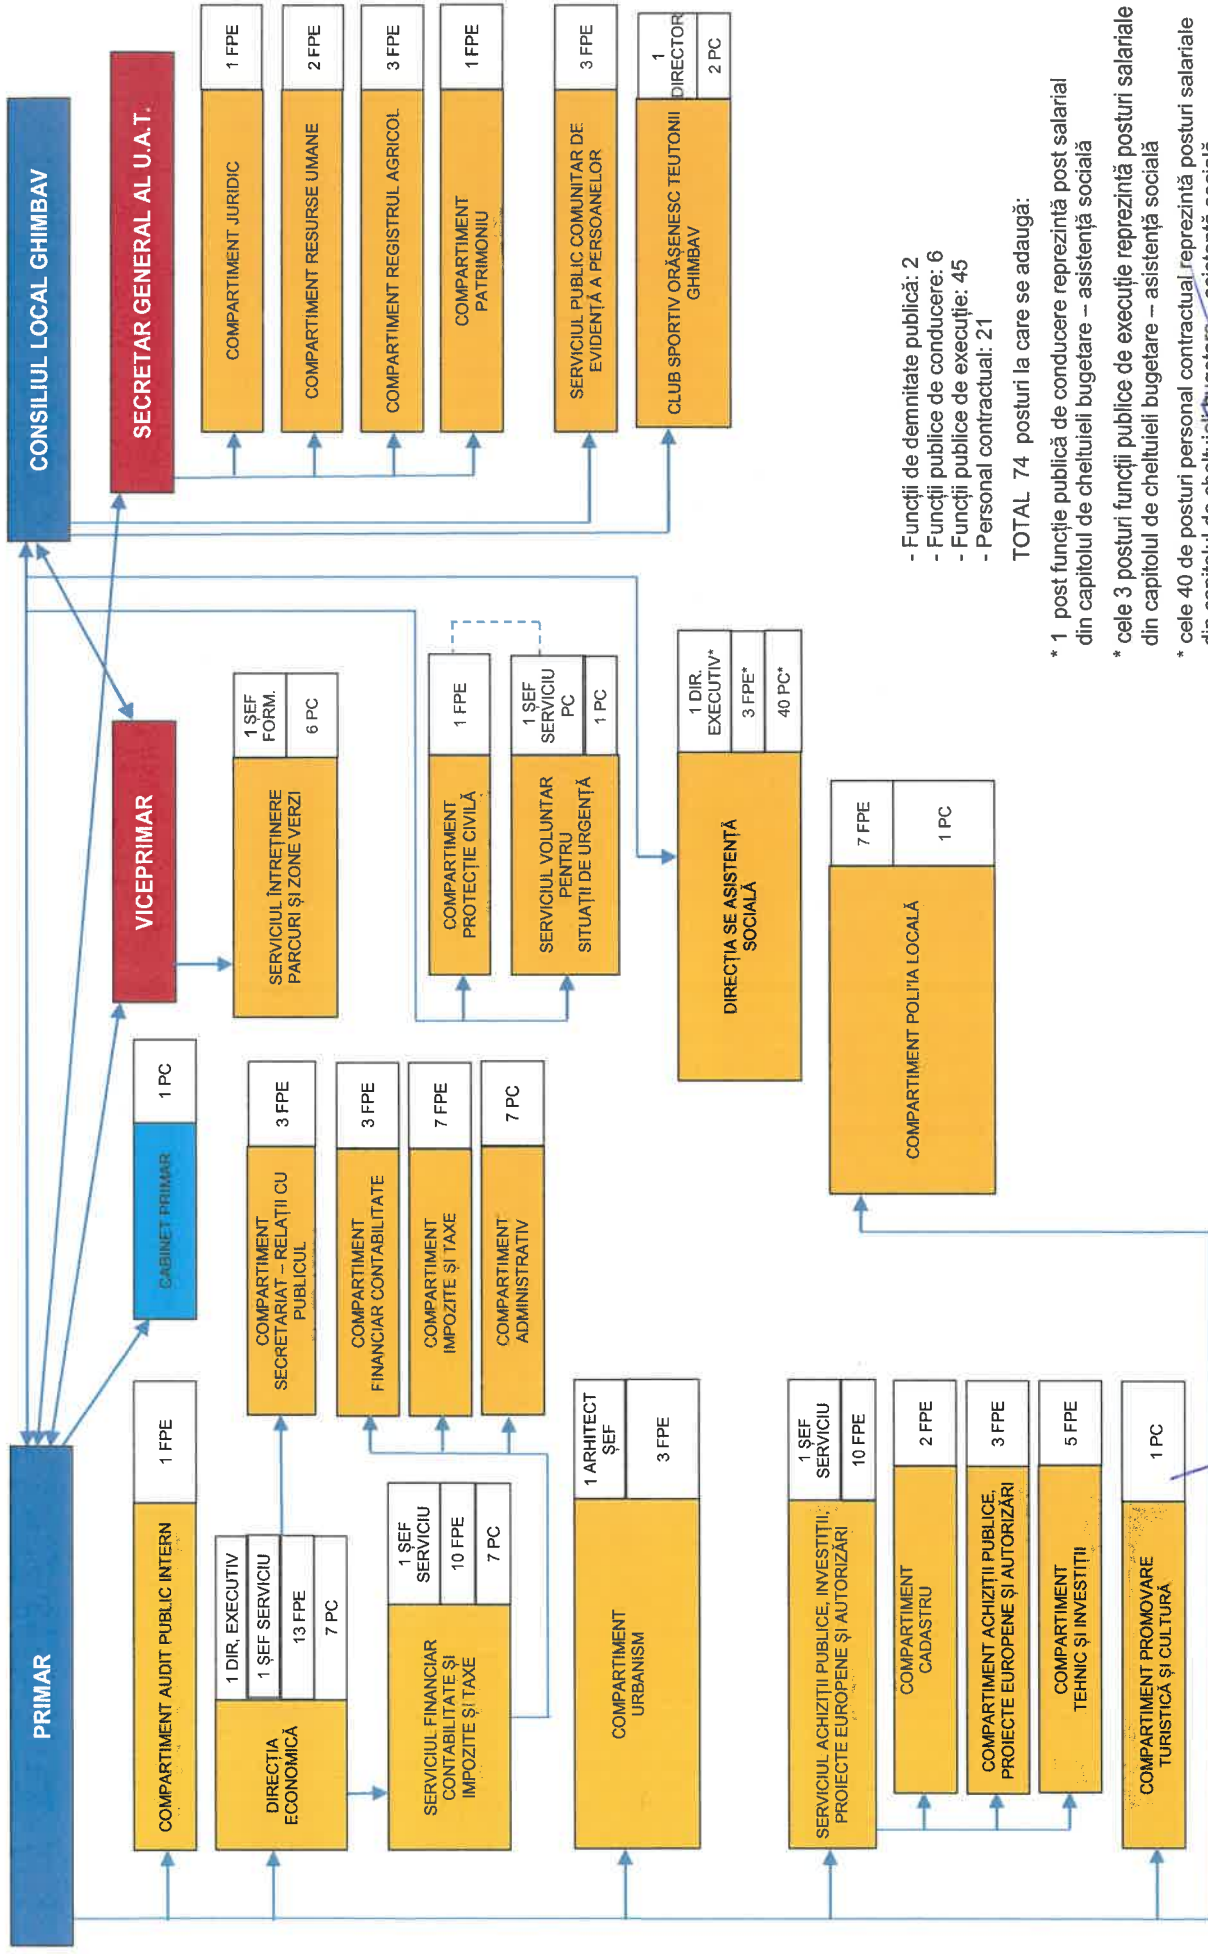 PRIMAR
CONSILIUL LOCAL GHIMBAV
VICEPRIMAR
SECRETAR GENERAL AL U.A.T.
CABINET PRIMAR
1 PC
COMPARTIMENT AUDIT PUBLIC INTERN
1 FPE
DIRECȚIA
ECONOMICĂ
1 DIR, EXECUTIV
1 ȘEF SERVICIU
13 FPE
7 PC
COMPARTIMENT
SECRETARIAT – RELAȚII CU
PUBLICUL
3 FPE
SERVICIUL FINANCIAR
CONTABILITATE ȘI
IMPOZITE ȘI TAXE
1 ȘEF
SERVICIU
10 FPE
7 PC
COMPARTIMENT
FINANCIAR CONTABILITATE
3 FPE
COMPARTIMENT
IMPOZITE ȘI TAXE
7 FPE
COMPARTIMENT
ADMINISTRATIV
7 PC
COMPARTIMENT
URBANISM
1 ARHITECT
ȘEF
3 FPE
SERVICIUL ACHIZIȚII PUBLICE, INVESTIȚII,
PROIECTE EUROPENE ȘI AUTORIZĂRI
1 ȘEF
SERVICIU
10 FPE
COMPARTIMENT
CADASTRU
2 FPE
COMPARTIMENT ACHIZIȚII PUBLICE,
PROIECTE EUROPENE ȘI AUTORIZĂRI
3 FPE
COMPARTIMENT
TEHNIC ȘI INVESTIȚII
5 FPE
COMPARTIMENT PROMOVARE
TURISTICĂ ȘI CULTURĂ
1 PC
SERVICIUL ÎNTREȚINERE
PARCURI ȘI ZONE VERZI
1 ȘEF
FORM.
6 PC
COMPARTIMENT
PROTECȚIE CIVILĂ
1 FPE
SERVICIUL VOLUNTAR
PENTRU
SITUAȚII DE URGENȚĂ
1 ȘEF
SERVICIU
PC
1 PC
DIRECȚIA SE ASISTENȚĂ
SOCIALĂ
1 DIR.
EXECUTIV*
3 FPE*
40 PC*
COMPARTIMENT POLI'IA LOCALĂ
7 FPE
1 PC
COMPARTIMENT JURIDIC
1 FPE
COMPARTIMENT RESURSE UMANE
2 FPE
COMPARTIMENT REGISTRUL AGRICOL
3 FPE
COMPARTIMENT
PATRIMONIU
1 FPE
SERVICIUL PUBLIC COMUNITAR DE
EVIDENȚĂ A PERSOANELOR
3 FPE
CLUB SPORTIV ORĂȘENESC TEUTONII
GHIMBAV
1
DIRECTOR
2 PC
- Funcții de demnitate publică: 2
- Funcții publice de conducere: 6
- Funcții publice de execuție: 45
- Personal contractual: 21
TOTAL 74 posturi la care se adaugă:
* 1 post funcție publică de conducere reprezintă post salarial
din capitolul de cheltuieli bugetare – asistență socială
* cele 3 posturi funcții publice de execuție reprezintă posturi salariale
din capitolul de cheltuieli bugetare – asistență socială
* cele 40 de posturi personal contractual reprezintă posturi salariale
din capitolul de cheltuieli bugetare – asistență socială